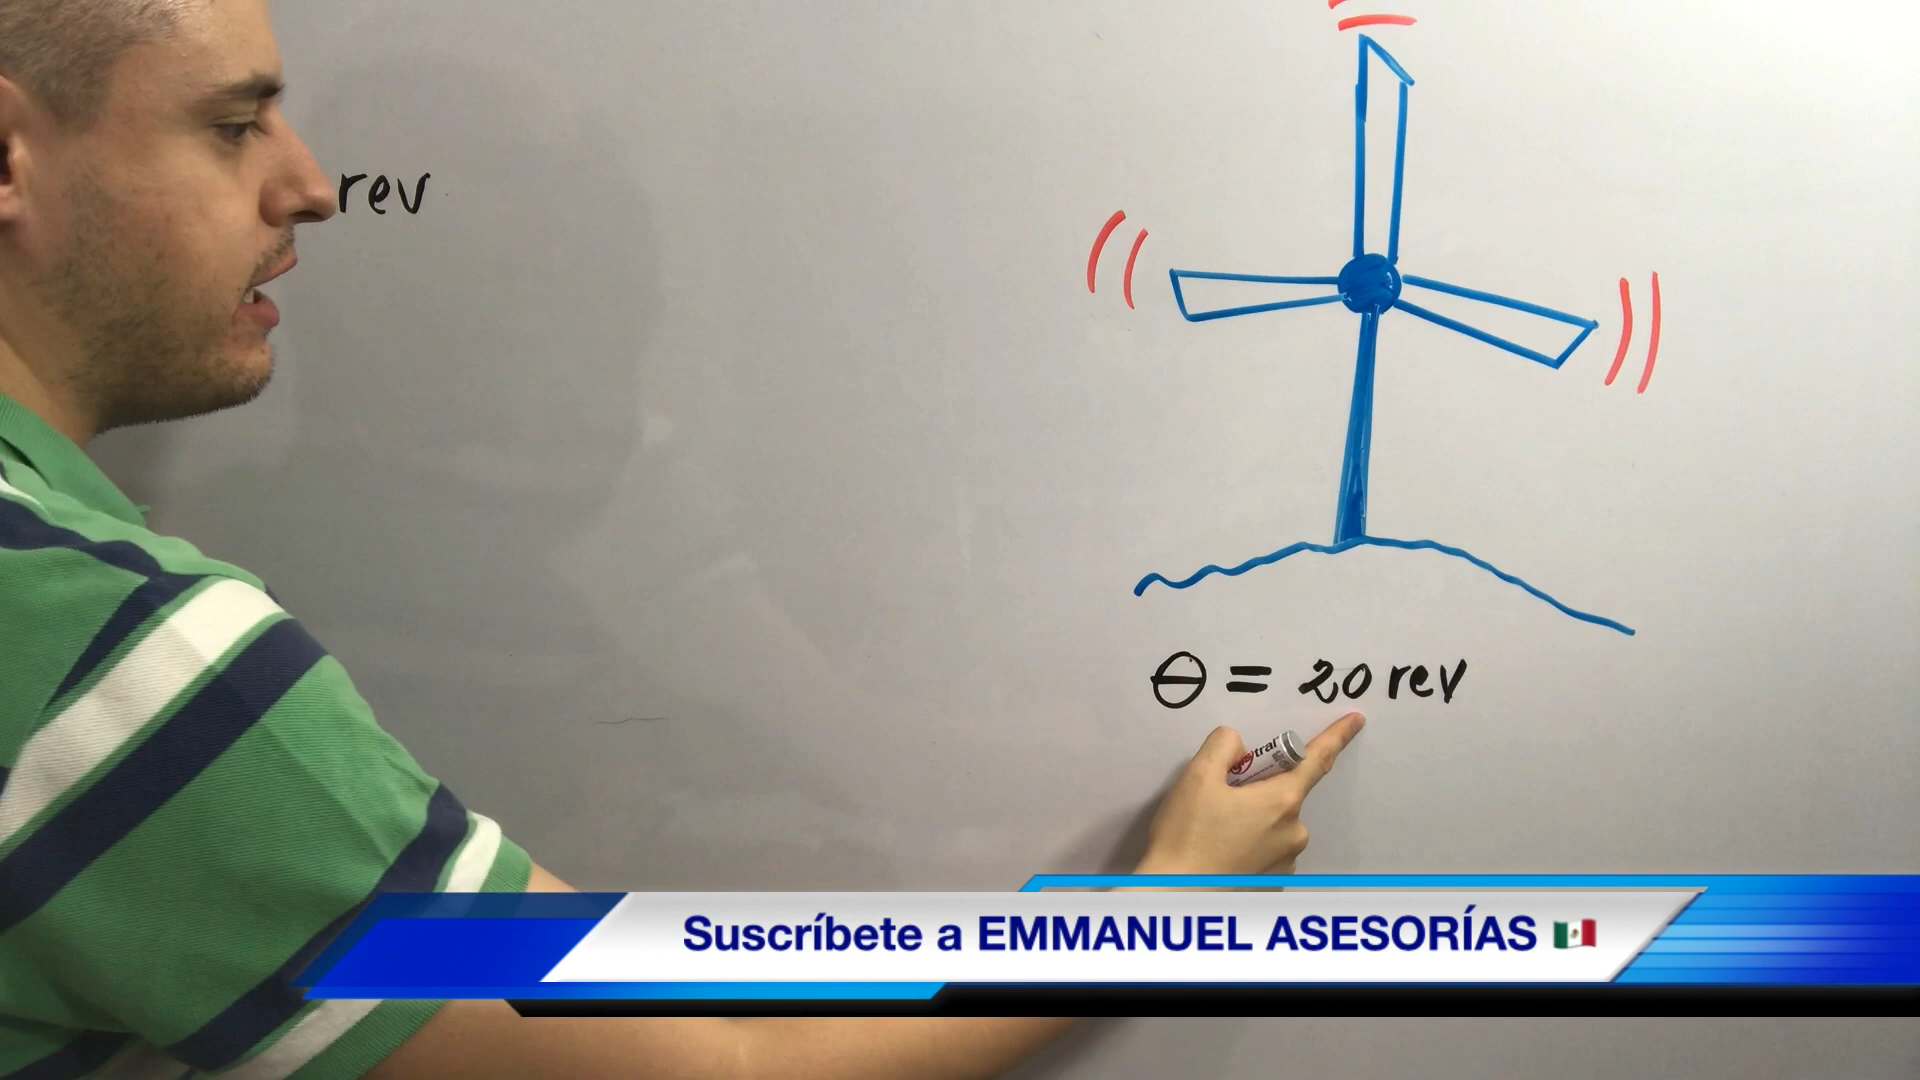 rev
θ = 20 rev
Suscríbete a EMMANUEL ASESORÍAS 🇲🇽